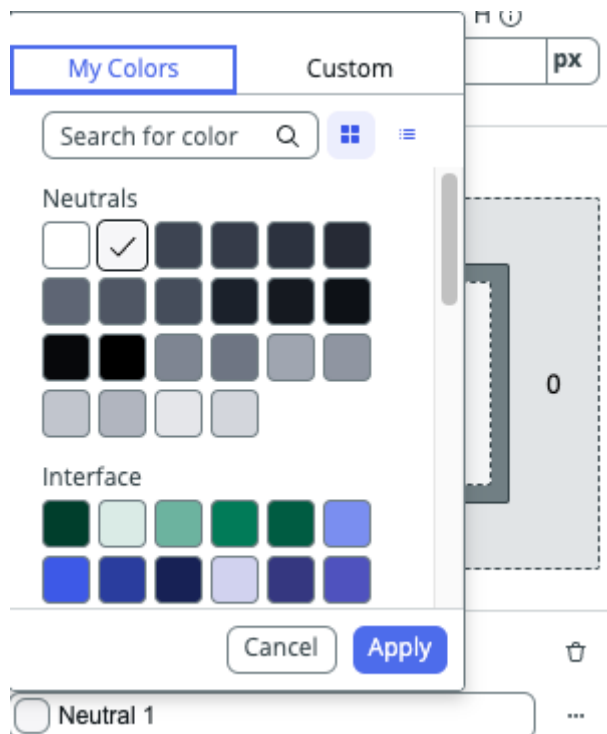 H
My Colors
Custom
px
Search for color
Neutrals
0
Interface
Cancel
Apply
Neutral 1